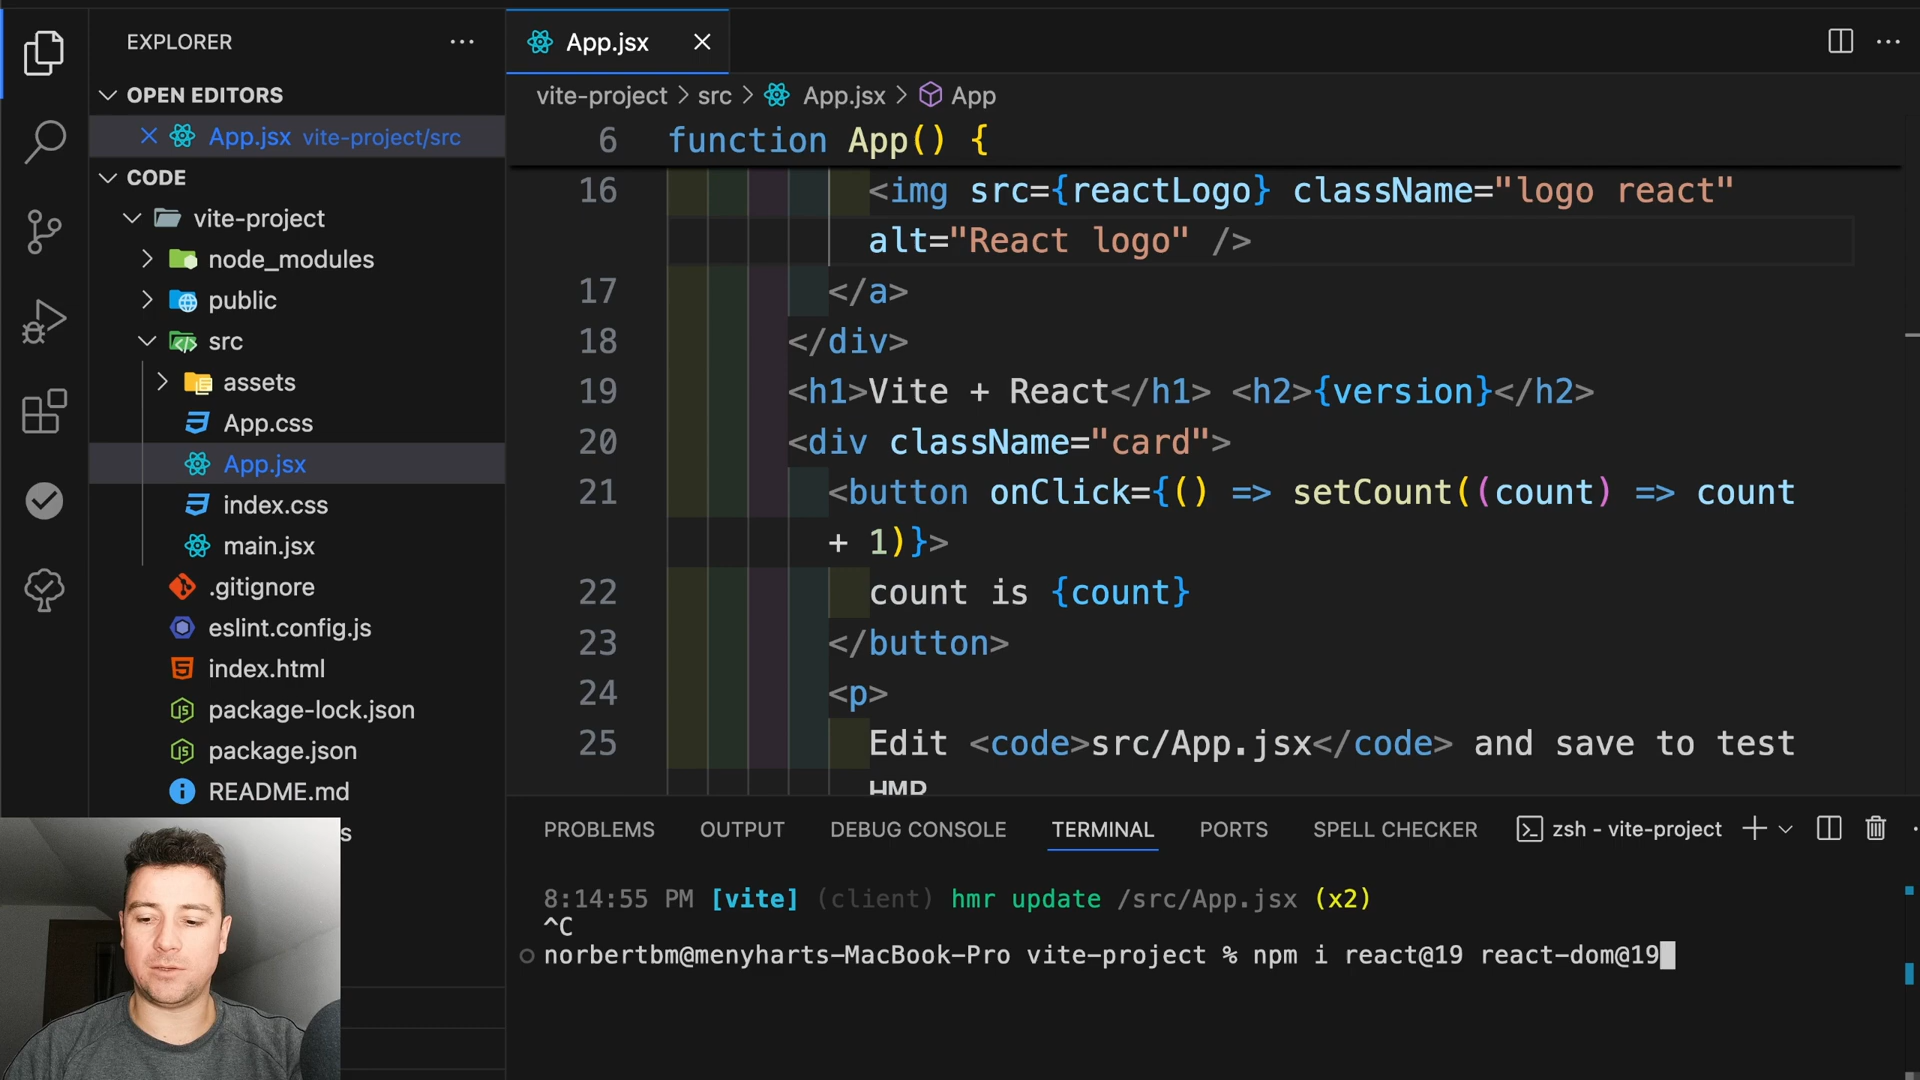 EXPLORER
OPEN EDITORS
App.jsx vite-project/src
CODE
vite-project
node_modules
public
src
assets
App.css
App.jsx
index.css
main.jsx
.gitignore
eslint.config.js
index.html
package-lock.json
package.json
README.md
s
App.jsx
vite-project > src > App.jsx > App
6 function App() {
16 <img src={reactLogo} className="logo react"
alt="React logo" />
17 </a>
18 </div>
19 <h1>Vite + React</h1> <h2>{version}</h2>
20 <div className="card">
21 <button onClick={() => setCount((count) => count
+ 1)}>
22 count is {count}
23 </button>
24 <p>
25 Edit <code>src/App.jsx</code> and save to test
HMR
PROBLEMS OUTPUT DEBUG CONSOLE TERMINAL PORTS SPELL CHECKER zsh - vite-project
8:14:55 PM [vite] (client) hmr update /src/App.jsx (x2)
^C
norbertbm@menyharts-MacBook-Pro vite-project % npm i react@19 react-dom@19